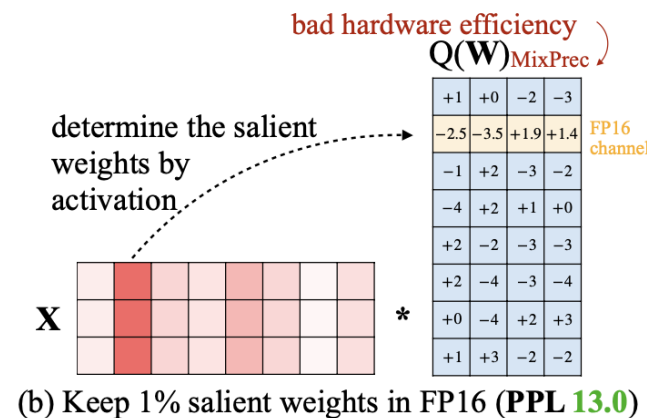 bad hardware efficiency
Q(W)MixPrec
determine the salient
weights by
activation
+1 +0 −2 −3
−2.5 −3.5 +1.9 +1.4
FP16
channel
−1 +2 −3 −2
−4 +2 +1 +0
+2 −2 −3 −3
+2 −4 −3 −4
+0 −4 +2 +3
+1 +3 −2 −2
X *
(b) Keep 1% salient weights in FP16 (PPL 13.0)